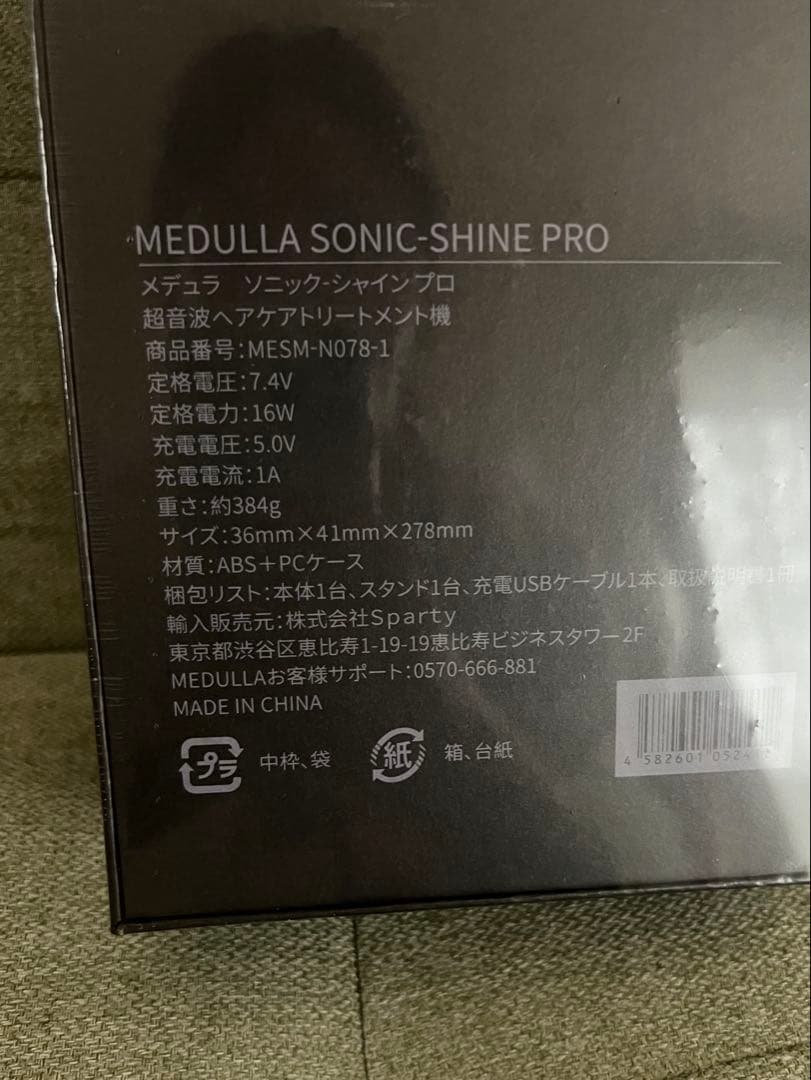 MEDULLA SONIC-SHINE PRO
メデュラ　ソニック-シャイン プロ
超音波ヘアケアトリートメント機
商品番号:MESM-N078-1
定格電圧:7.4V
定格電力:16W
充電電圧:5.0V
充電電流:1A
重さ:約384g
サイズ:36mm×41mm×278mm
材質:ABS+PCケース
梱包リスト:本体1台、スタンド1台、充電USBケーブル1本、取扱説明書1冊
輸入販売元:株式会社Sparty
東京都渋谷区恵比寿1-19-19恵比寿ビジネスタワー2F
MEDULLAお客様サポート:0570-666-881
MADE IN CHINA
プラ 中枠、袋 紙 箱、台紙
4 582601